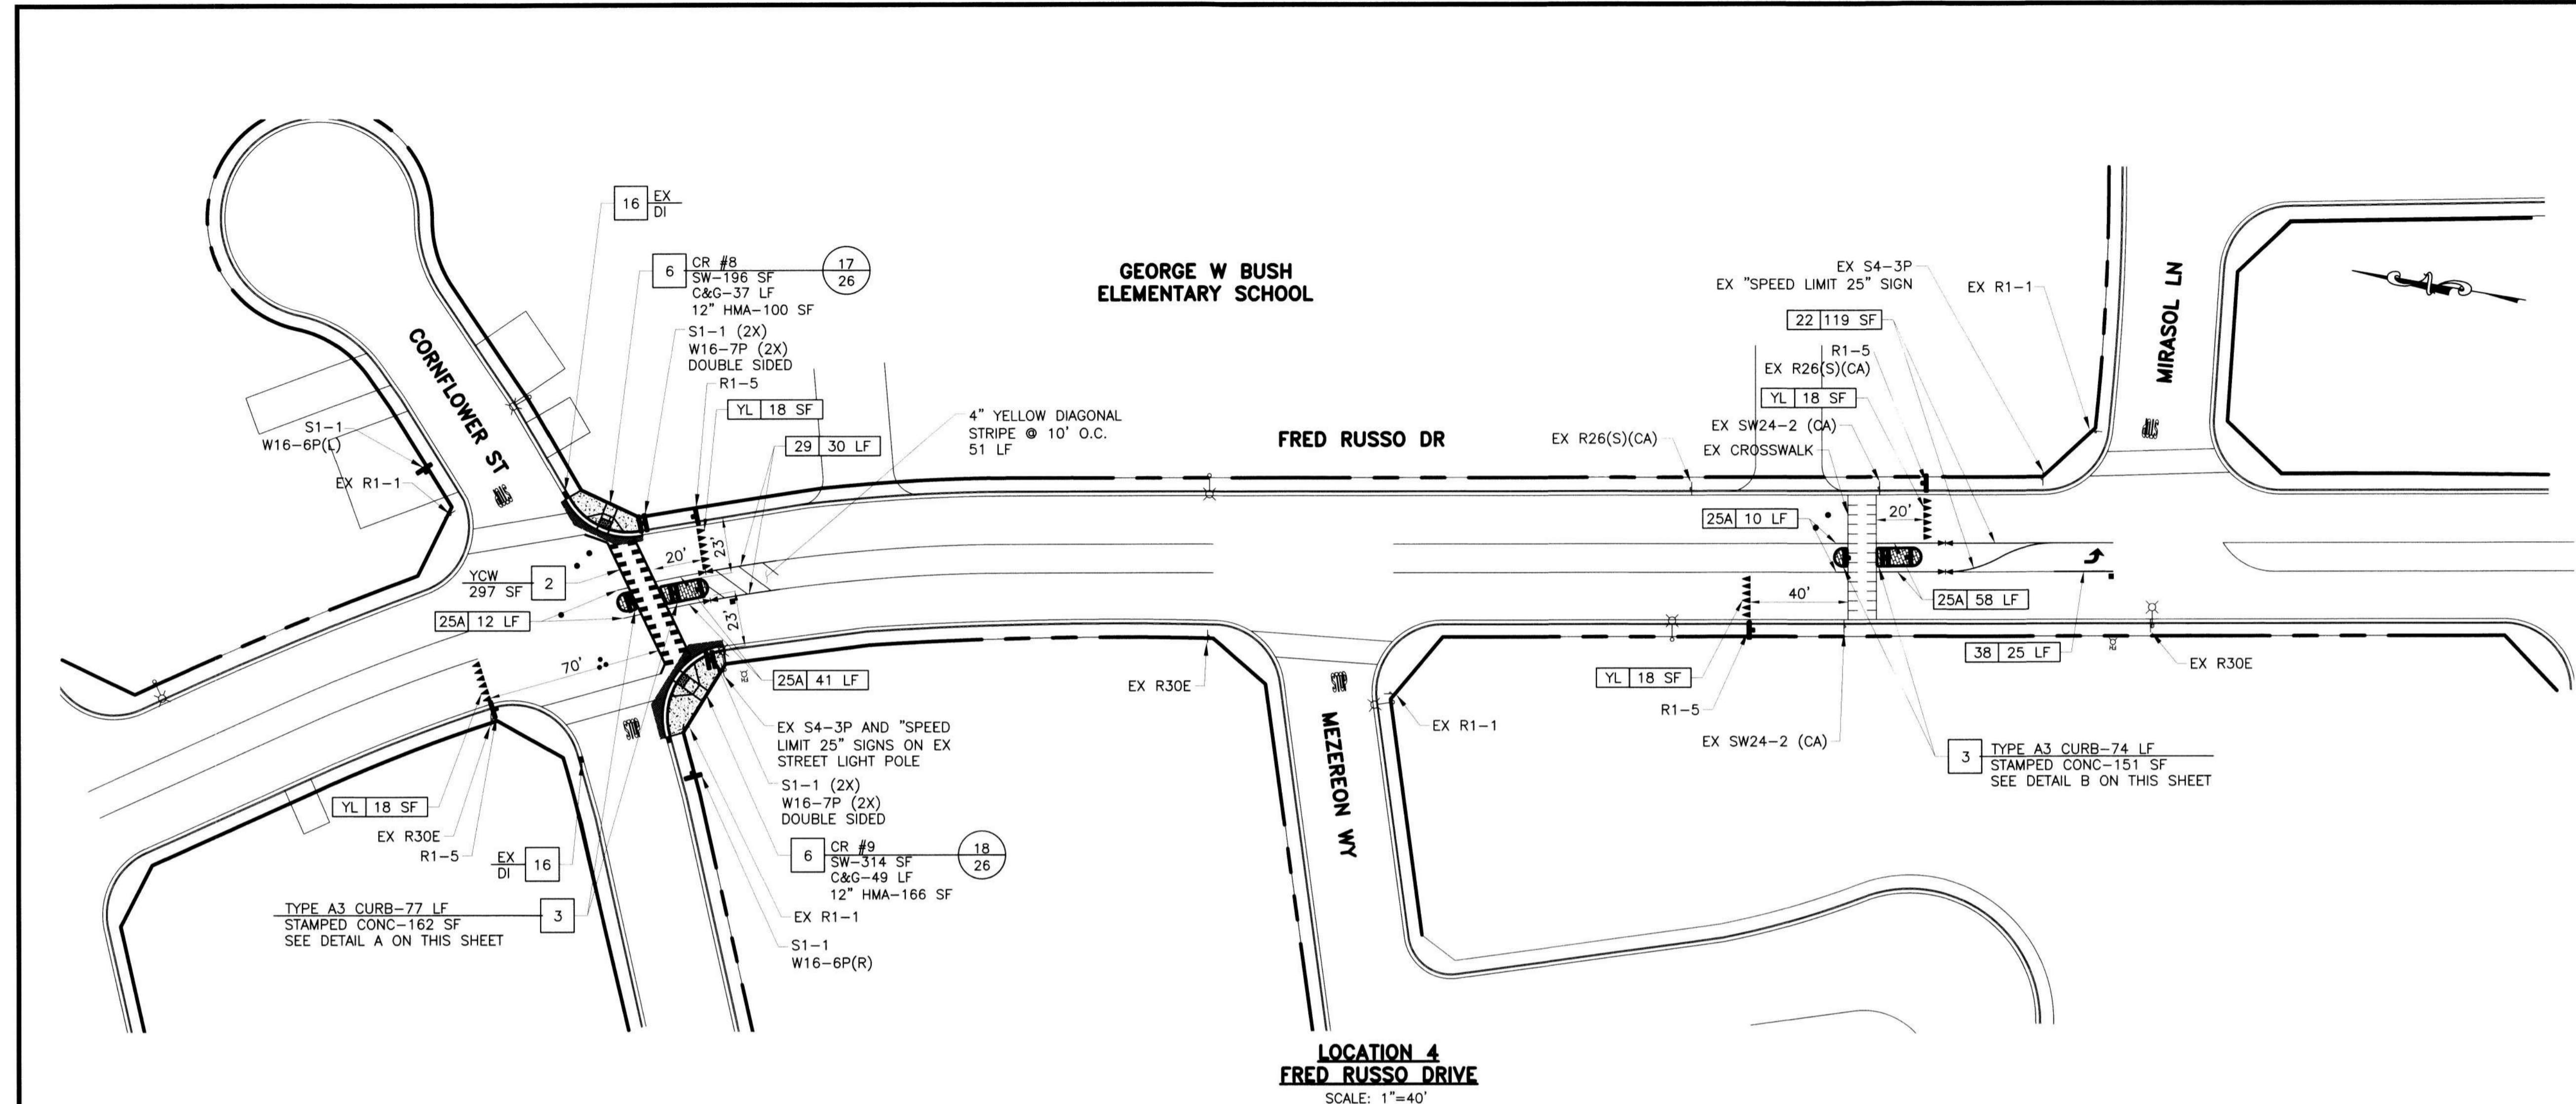 16 EX
DI
6 CR #8
SW-196 SF
C&G-37 LF
12" HMA-100 SF
17
26
S1-1 (2X)
W16-7P (2X)
DOUBLE SIDED
R1-5
YL 18 SF
29 30 LF
4" YELLOW DIAGONAL
STRIPE @ 10' O.C.
51 LF
GEORGE W BUSH
ELEMENTARY SCHOOL
FRED RUSSO DR
CORNFLOWER ST
S1-1
W16-6P(L)
EX R1-1
STOP
YCW
297 SF
2
25A 12 LF
20'
23'
23'
70'
25A 41 LF
STOP
EX S4-3P AND "SPEED
LIMIT 25" SIGNS ON EX
STREET LIGHT POLE
S1-1 (2X)
W16-7P (2X)
DOUBLE SIDED
6 CR #9
SW-314 SF
C&G-49 LF
12" HMA-166 SF
18
26
EX R1-1
S1-1
W16-6P(R)
YL 18 SF
EX R30E
R1-5
EX
DI
16
TYPE A3 CURB-77 LF
STAMPED CONC-162 SF
SEE DETAIL A ON THIS SHEET
3
EX S4-3P
EX "SPEED LIMIT 25" SIGN
EX R1-1
22 119 SF
R1-5
EX R26(S)(CA)
YL 18 SF
EX SW24-2 (CA)
EX R26(S)(CA)
EX CROSSWALK
25A 10 LF
20'
40'
25A 58 LF
38 25 LF
EX R30E
MIRASOL LN
STOP
EX R30E
STOP
MEZEREON WY
EX R1-1
YL 18 SF
R1-5
EX SW24-2 (CA)
3 TYPE A3 CURB-74 LF
STAMPED CONC-151 SF
SEE DETAIL B ON THIS SHEET
LOCATION 4
FRED RUSSO DRIVE
SCALE: 1"=40'